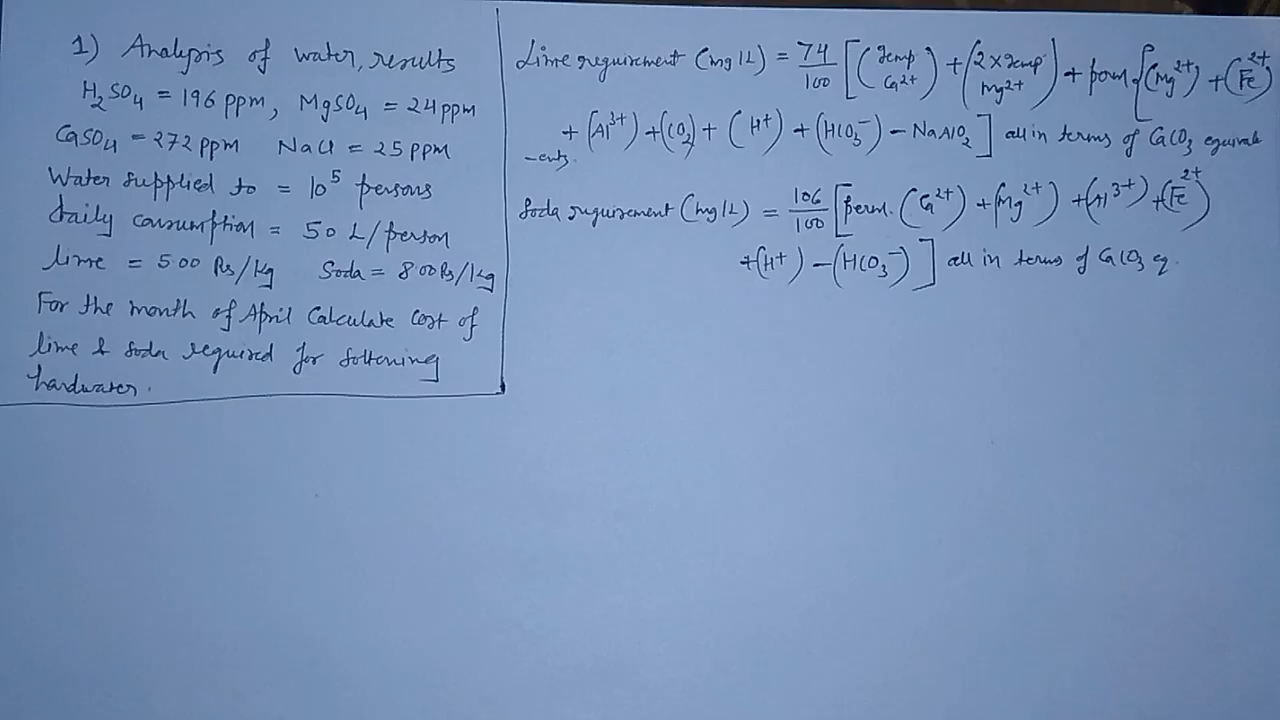 1) Analysis of water, results
H₂SO₄ = 196 ppm, MgSO₄ = 24 ppm
CaSO₄ = 272 ppm NaCl = 25 ppm
Water supplied to = 10⁵ persons
daily consumption = 50 L/person
lime = 5.00 Rs/kg Soda = 8.00 Rs/kg
For the month of April Calculate Cost of
lime & Soda required for Softening
hardwater.
Lime requirement (mg/L) = 74/100 [(Temp Ca²⁺) + (2 x Temp Mg²⁺) + perm {(Mg²⁺) + (Fe²⁺)
+ (Al³⁺) + (CO₂) + (H⁺) + (HCO₃⁻) - NaAlO₂] all in terms of CaCO₃ equivale
-ents.
Soda requirement (mg/L) = 106/100 [perm. (Ca²⁺) + (Mg²⁺) + (Al³⁺) + (Fe²⁺)
+ (H⁺) - (HCO₃⁻)] all in terms of CaCO₃ eq.